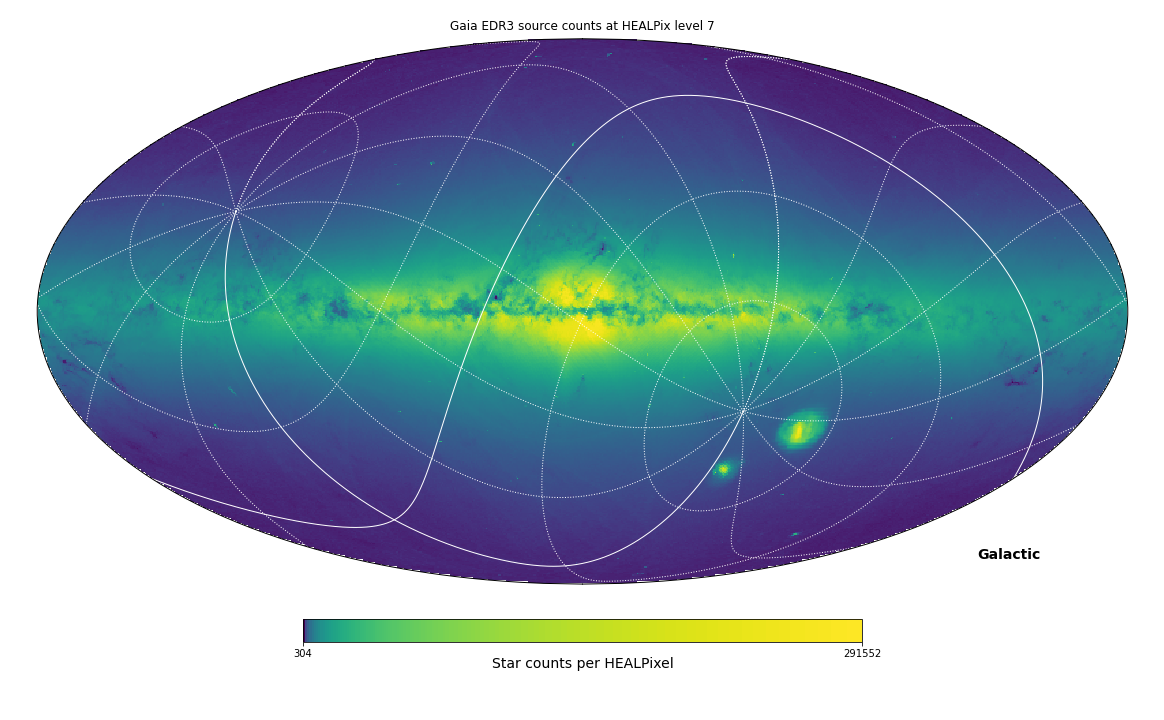 Gaia EDR3 source counts at HEALPix level 7
Galactic
304
291552
Star counts per HEALPixel